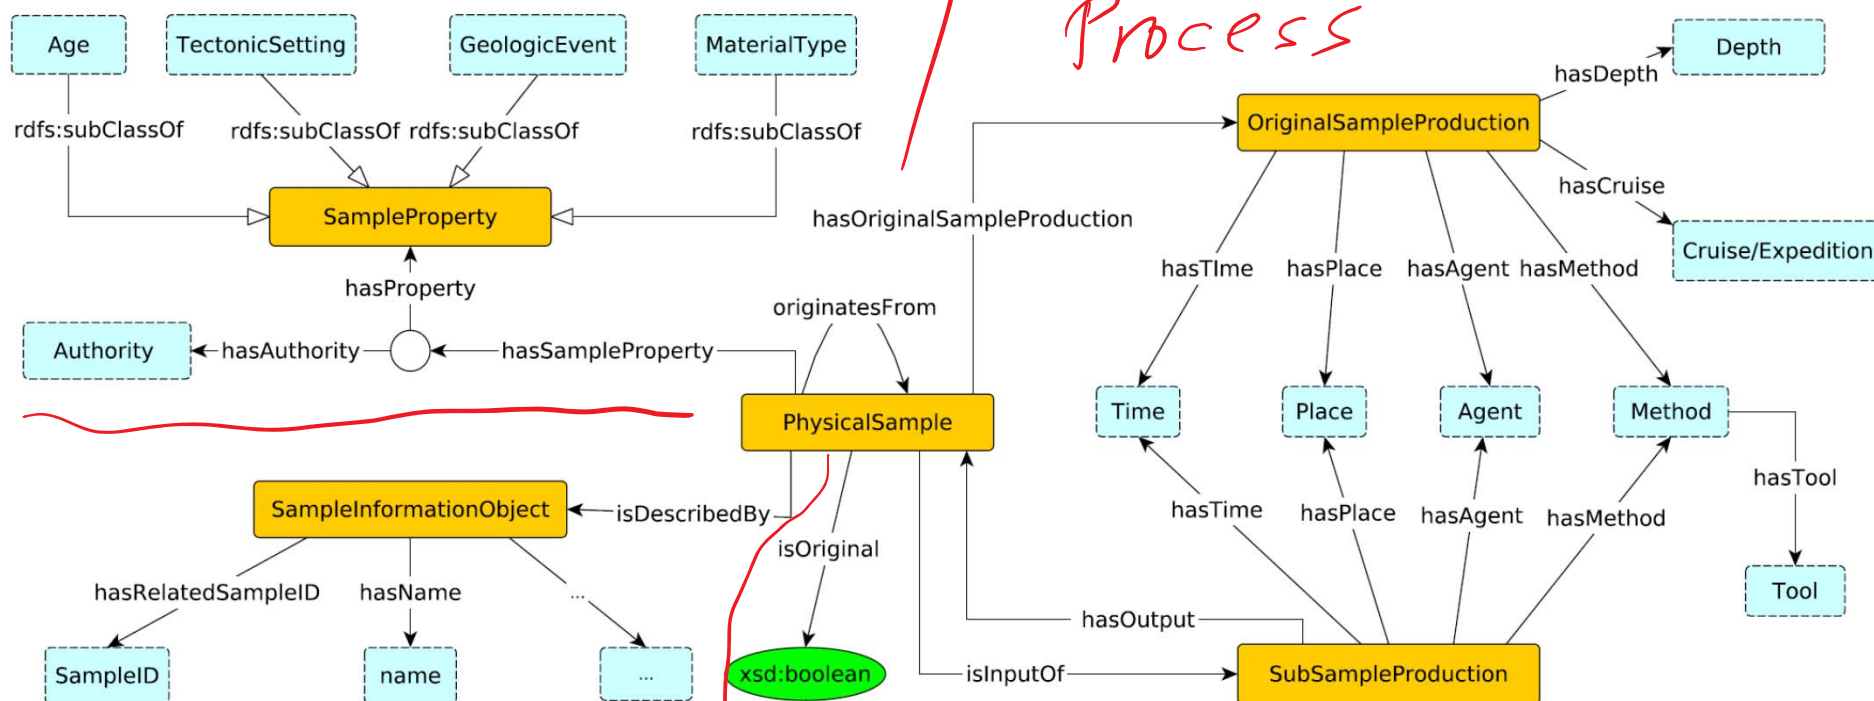 Process
Age
TectonicSetting
GeologicEvent
MaterialType
Depth
hasDepth
OriginalSampleProduction
rdfs:subClassOf
rdfs:subClassOf
rdfs:subClassOf
rdfs:subClassOf
hasCruise
SampleProperty
hasOriginalSampleProduction
Cruise/Expedition
hasTIme
hasPlace
hasAgent
hasMethod
hasProperty
originatesFrom
Authority
hasAuthority
hasSampleProperty
PhysicalSample
Time
Place
Agent
Method
hasTool
SampleInformationObject
isDescribedBy
hasTime
hasPlace
hasAgent
hasMethod
isOriginal
hasRelatedSampleID
hasName
...
Tool
hasOutput
SampleID
name
...
xsd:boolean
isInputOf
SubSampleProduction